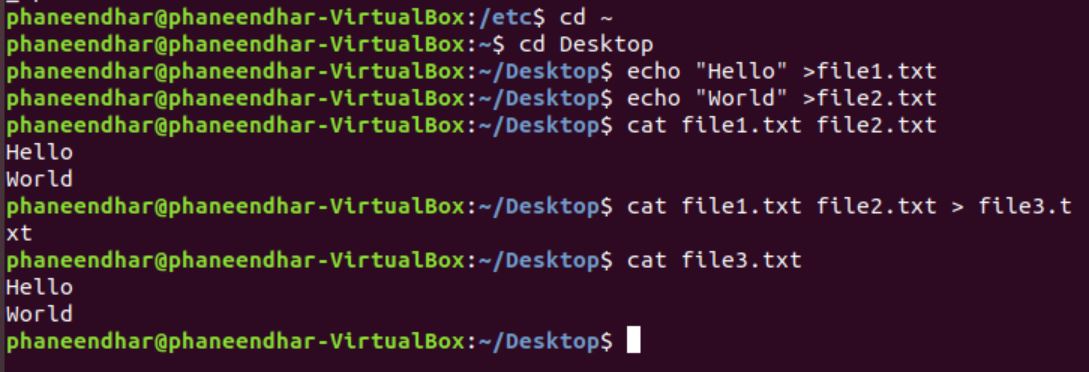 phaneendhar@phaneendhar-VirtualBox:/etc$ cd ~
phaneendhar@phaneendhar-VirtualBox:~$ cd Desktop
phaneendhar@phaneendhar-VirtualBox:~/Desktop$ echo "Hello" >file1.txt
phaneendhar@phaneendhar-VirtualBox:~/Desktop$ echo "World" >file2.txt
phaneendhar@phaneendhar-VirtualBox:~/Desktop$ cat file1.txt file2.txt
Hello
World
phaneendhar@phaneendhar-VirtualBox:~/Desktop$ cat file1.txt file2.txt > file3.t
xt
phaneendhar@phaneendhar-VirtualBox:~/Desktop$ cat file3.txt
Hello
World
phaneendhar@phaneendhar-VirtualBox:~/Desktop$